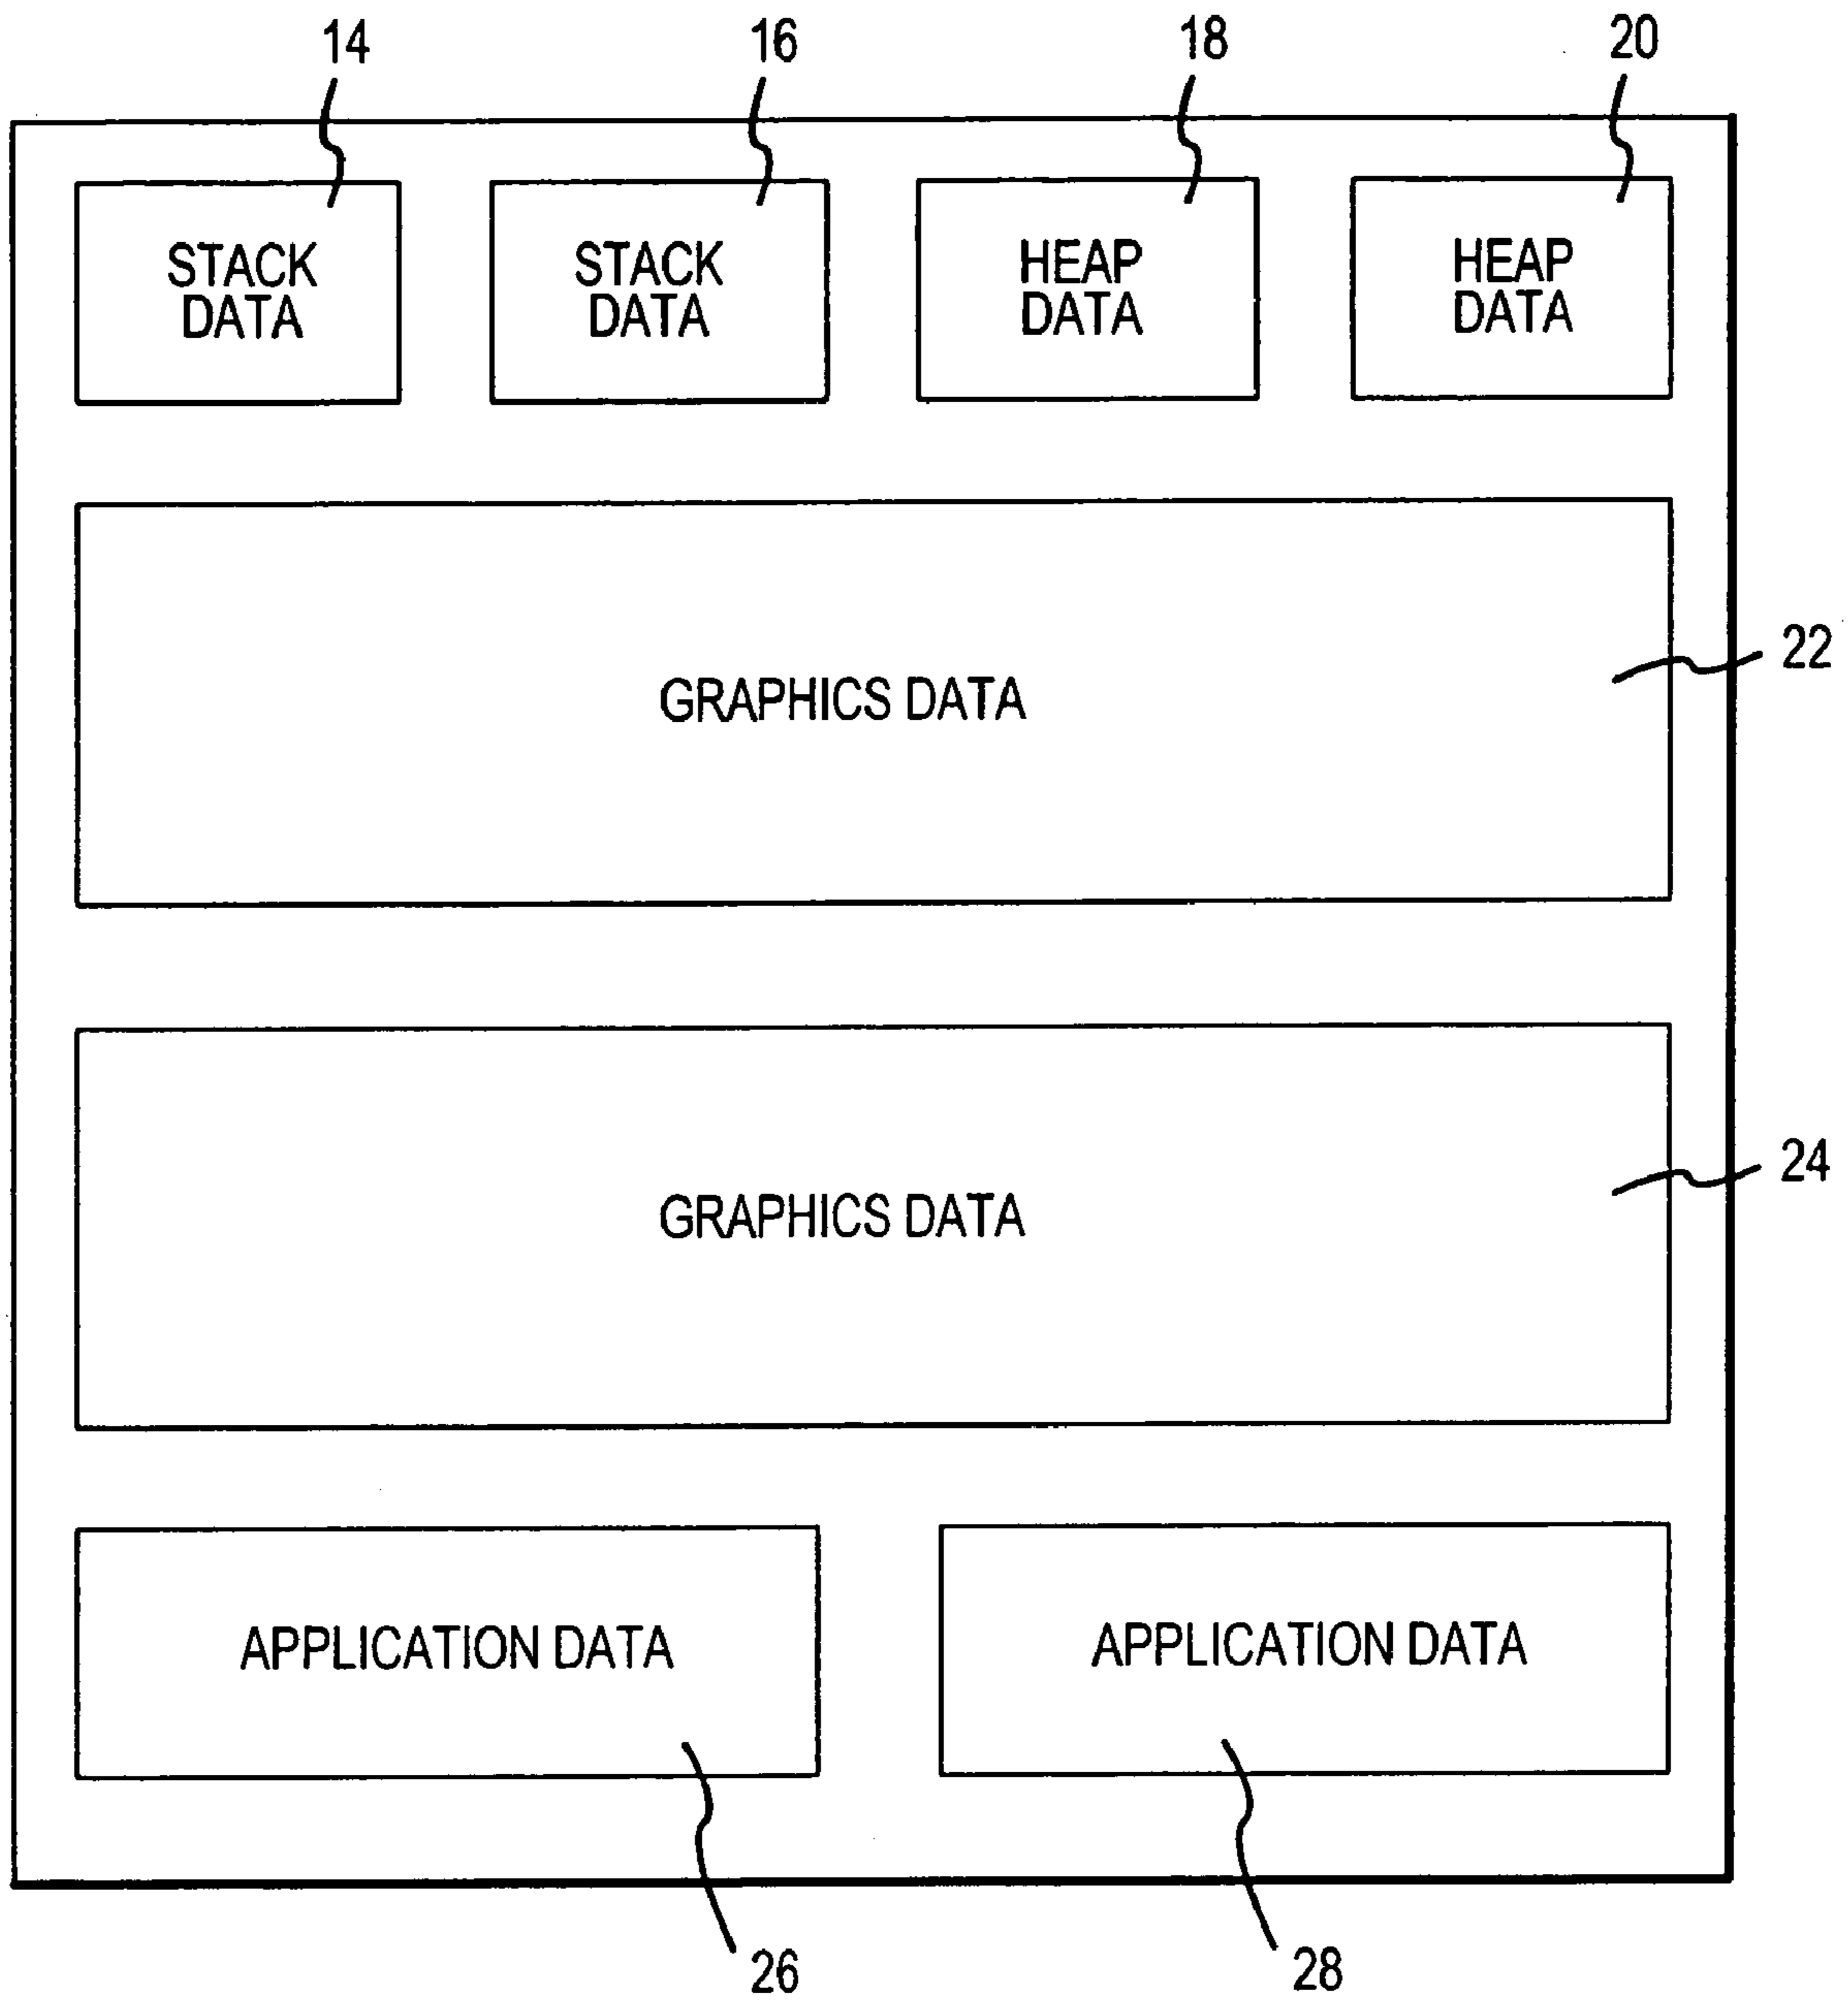 14
16
18
20
STACK
DATA
STACK
DATA
HEAP
DATA
HEAP
DATA
GRAPHICS DATA
22
GRAPHICS DATA
24
APPLICATION DATA
APPLICATION DATA
26
28